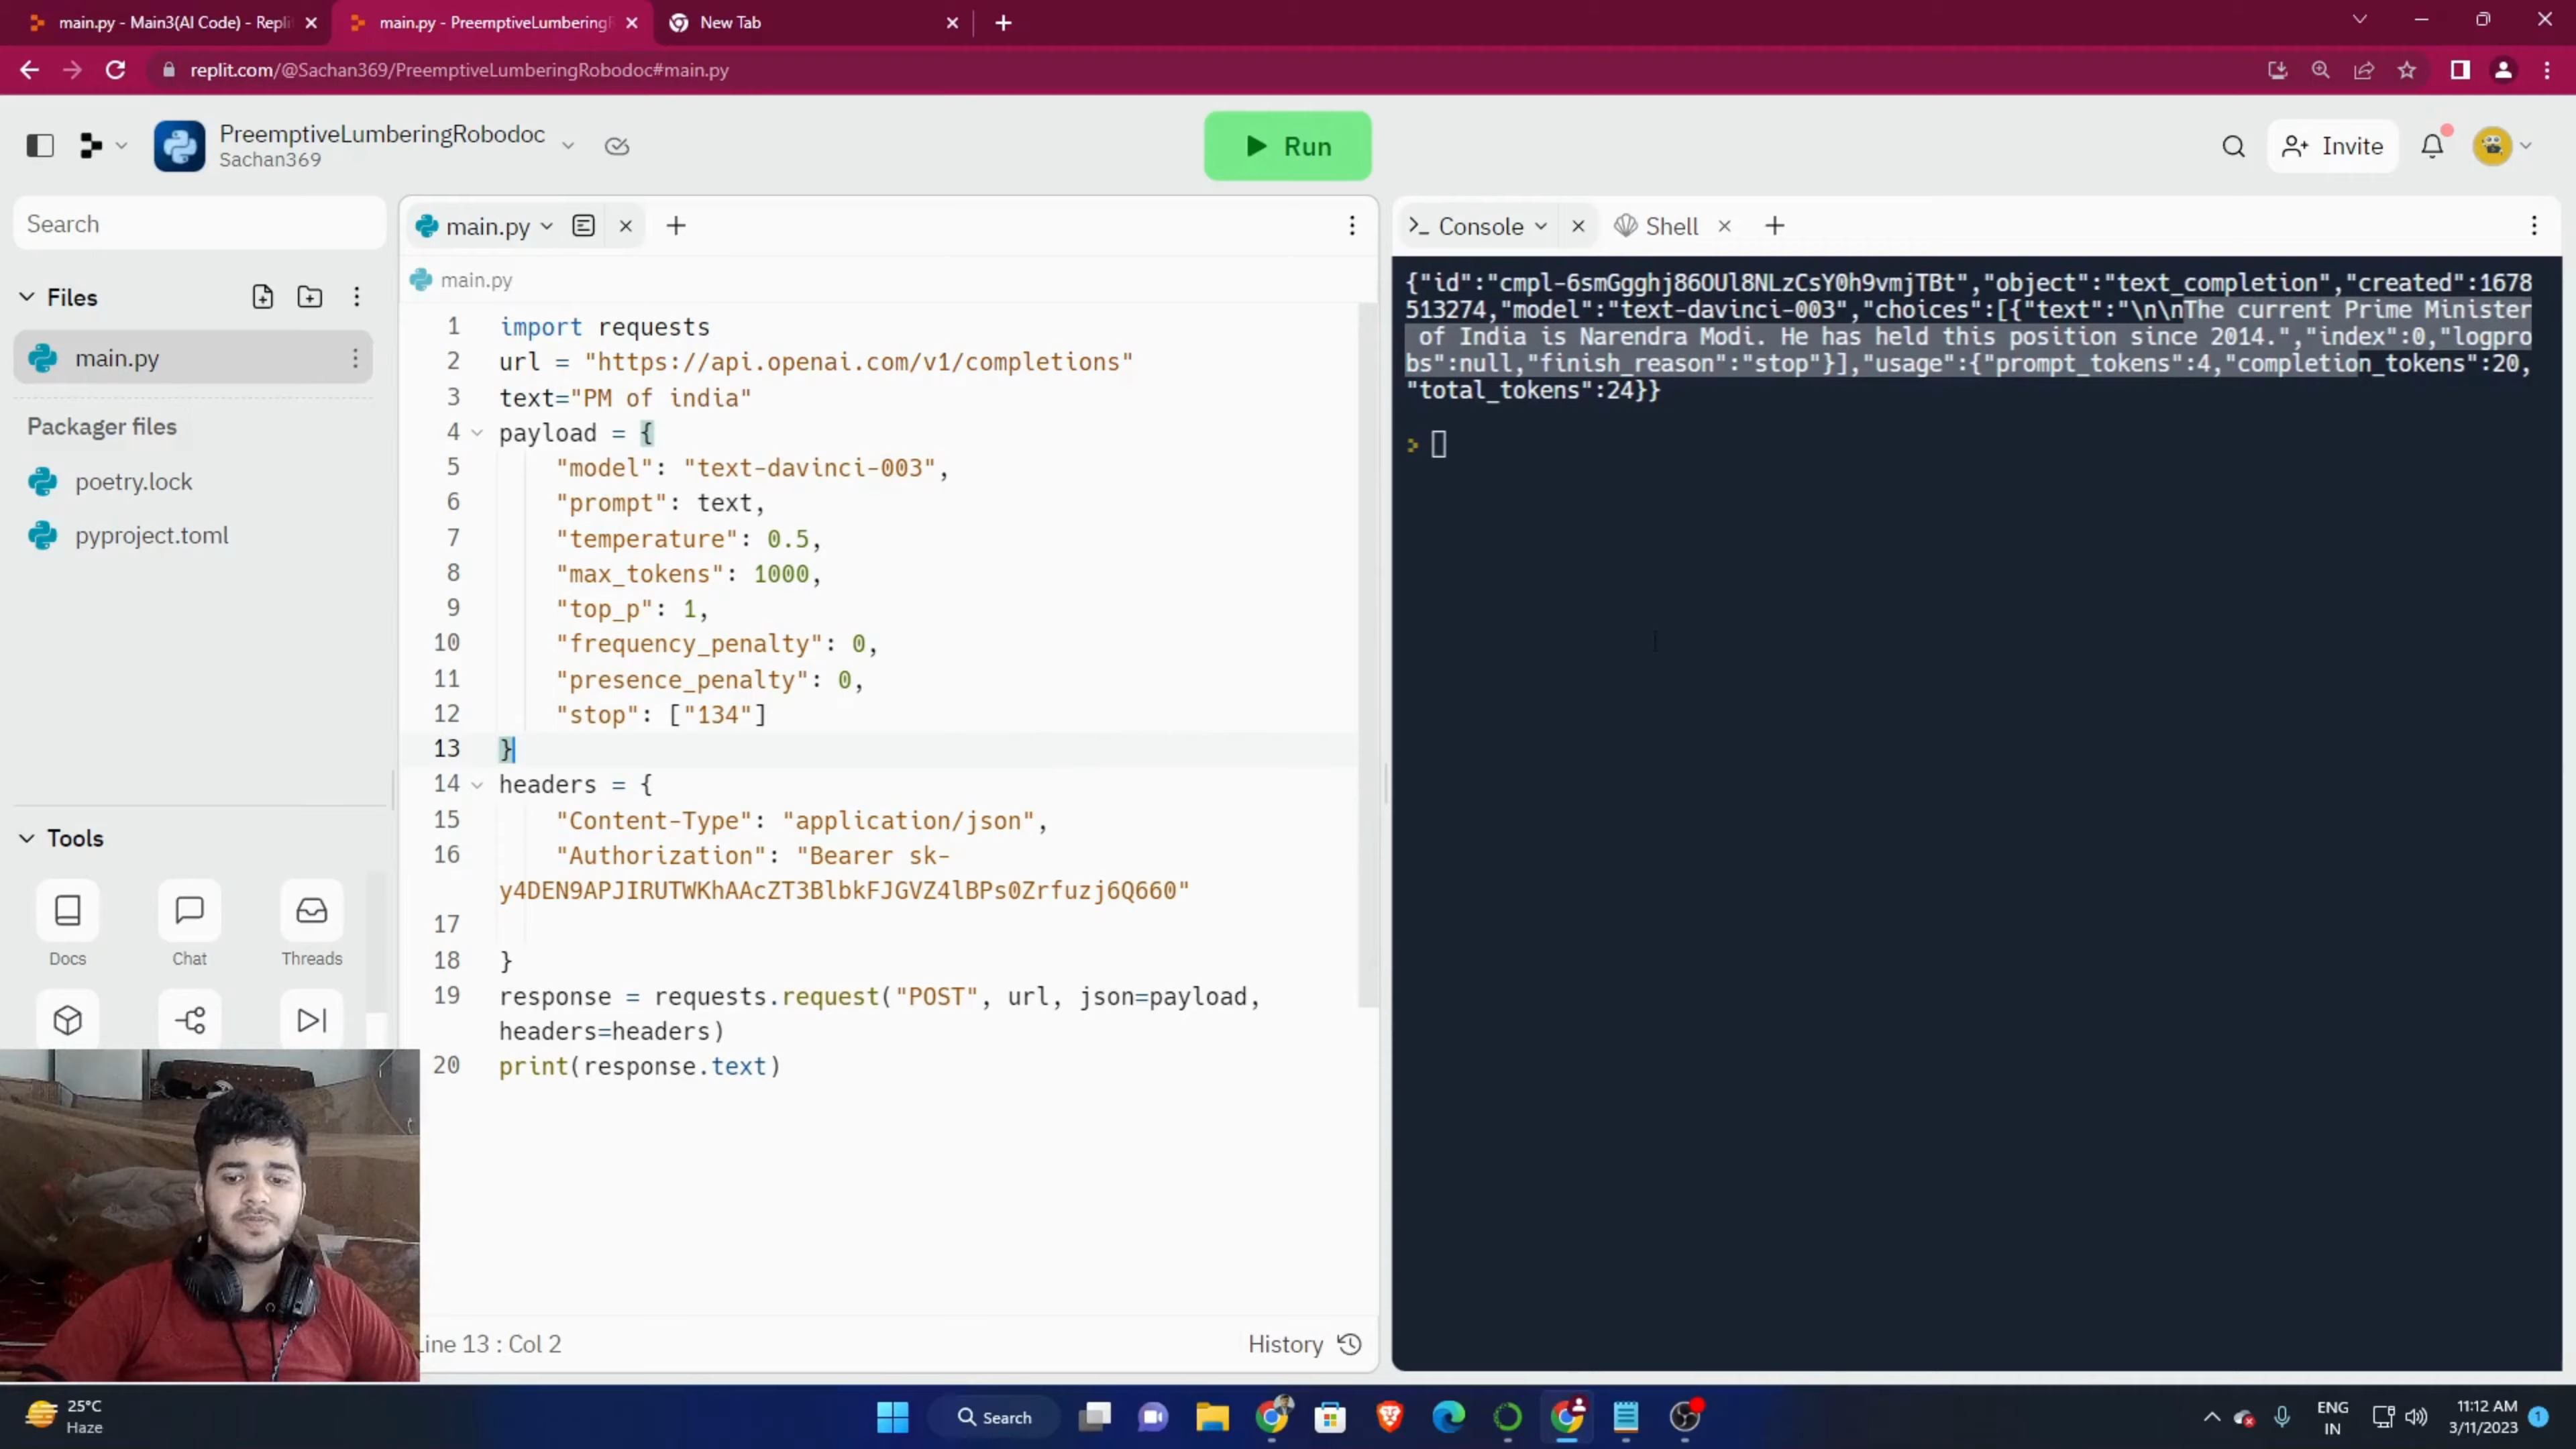 main.py - Main3(AI Code) - Repli
main.py - PreemptiveLumbering
New Tab
replit.com/@Sachan369/PreemptiveLumberingRobodoc#main.py
PreemptiveLumberingRobodoc
Sachan369
Run
Invite
Search
Files
main.py
Packager files
poetry.lock
pyproject.toml
Tools
Docs
Chat
Threads
main.py
main.py
1 import requests
2 url = "https://api.openai.com/v1/completions"
3 text="PM of india"
4 payload = {
5 "model": "text-davinci-003",
6 "prompt": text,
7 "temperature": 0.5,
8 "max_tokens": 1000,
9 "top_p": 1,
10 "frequency_penalty": 0,
11 "presence_penalty": 0,
12 "stop": ["134"]
13 }
14 headers = {
15 "Content-Type": "application/json",
16 "Authorization": "Bearer sk-
y4DEN9APJIRUTWKhAAcZT3BlbkFJGVZ4lBPs0Zrfuzj6Q660"
17
18 }
19 response = requests.request("POST", url, json=payload,
headers=headers)
20 print(response.text)
ine 13 : Col 2
History
Console
Shell
{"id":"cmpl-6smGgghj86OUl8NLzCsY0h9vmjTBt","object":"text_completion","created":1678
513274,"model":"text-davinci-003","choices":[{"text":"\n\nThe current Prime Minister
of India is Narendra Modi. He has held this position since 2014.","index":0,"logpro
bs":null,"finish_reason":"stop"}],"usage":{"prompt_tokens":4,"completion_tokens":20,
"total_tokens":24}}
25°C
Haze
Search
ENG
IN
11:12 AM
3/11/2023
1